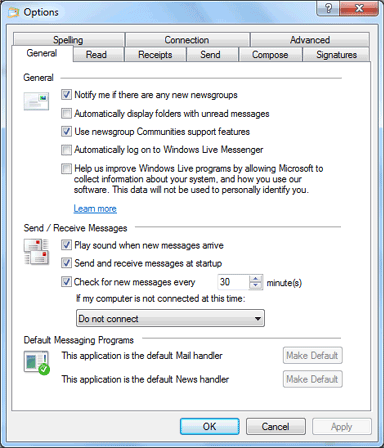 Options
Spelling Connection Advanced
General Read Receipts Send Compose Signatures
General
Notify me if there are any new newsgroups
Automatically display folders with unread messages
Use newsgroup Communities support features
Automatically log on to Windows Live Messenger
Help us improve Windows Live programs by allowing Microsoft to
collect information about your system, and how you use our
software. This data will not be used to personally identify you.
Learn more
Send / Receive Messages
Play sound when new messages arrive
Send and receive messages at startup
Check for new messages every 30 minute(s)
If my computer is not connected at this time:
Do not connect
Default Messaging Programs
This application is the default Mail handler Make Default
This application is the default News handler Make Default
OK Cancel Apply